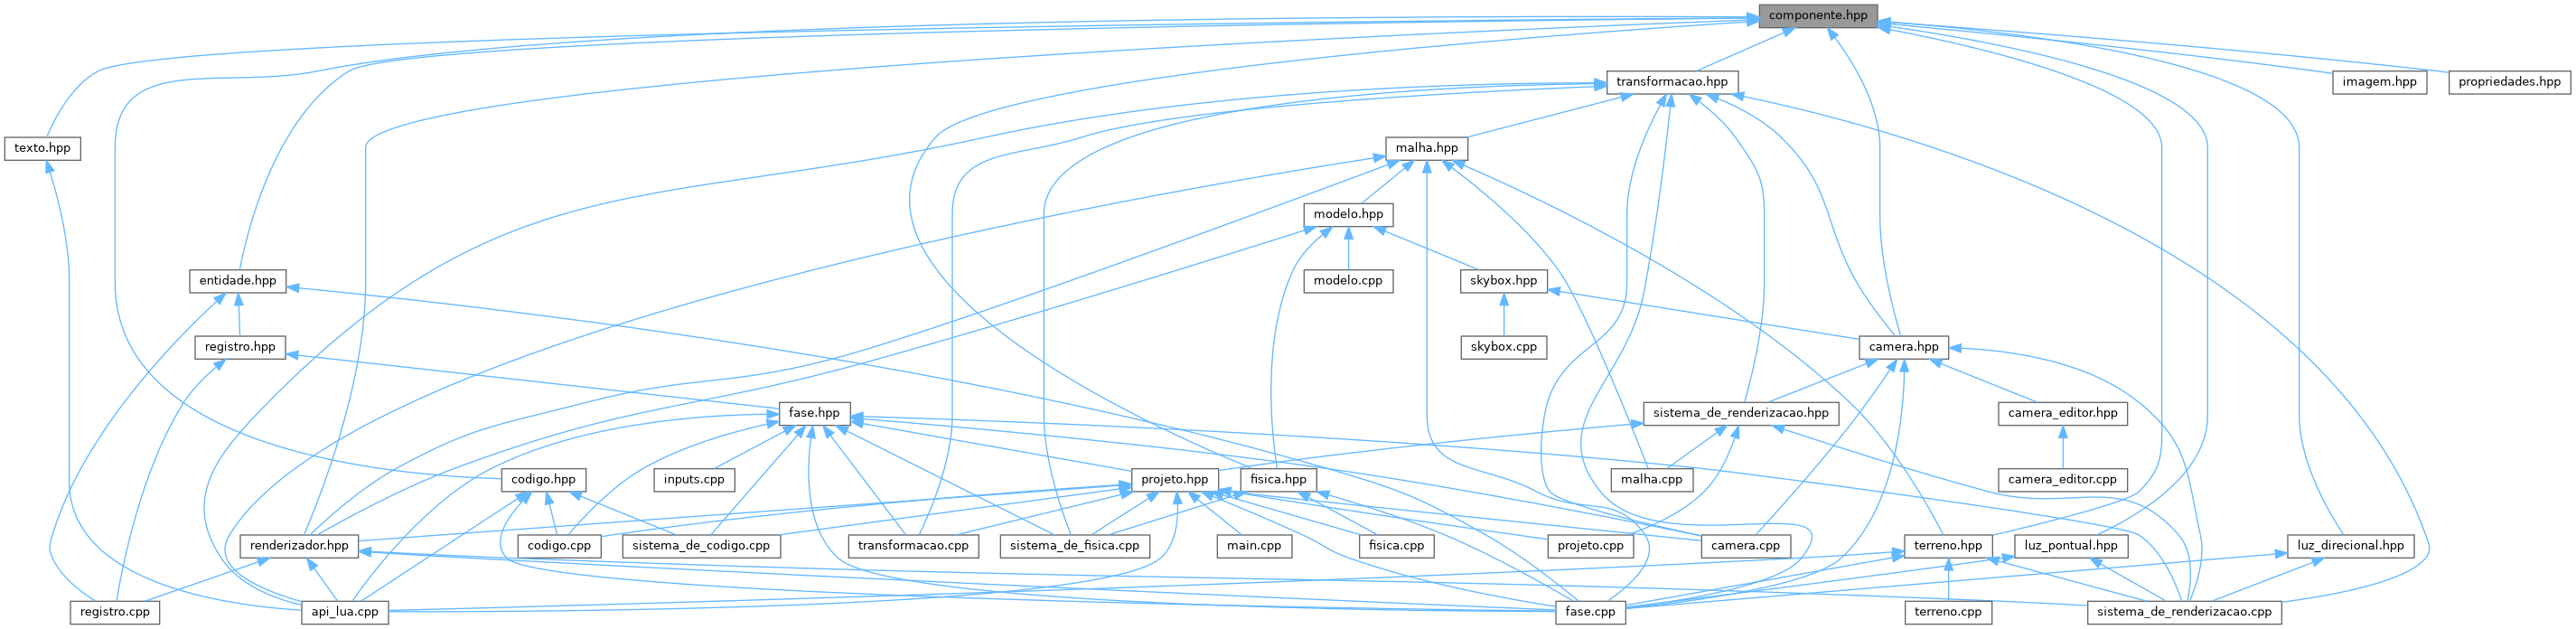 componente.hpp
transformacao.hpp
imagem.hpp
propriedades.hpp
texto.hpp
malha.hpp
modelo.hpp
entidade.hpp
modelo.cpp
skybox.hpp
registro.hpp
skybox.cpp
camera.hpp
fase.hpp
sistema_de_renderizacao.hpp
camera_editor.hpp
codigo.hpp
inputs.cpp
projeto.hpp
fisica.hpp
malha.cpp
camera_editor.cpp
renderizador.hpp
codigo.cpp
sistema_de_codigo.cpp
transformacao.cpp
sistema_de_fisica.cpp
main.cpp
fisica.cpp
projeto.cpp
camera.cpp
terreno.hpp
luz_pontual.hpp
luz_direcional.hpp
registro.cpp
api_lua.cpp
fase.cpp
terreno.cpp
sistema_de_renderizacao.cpp